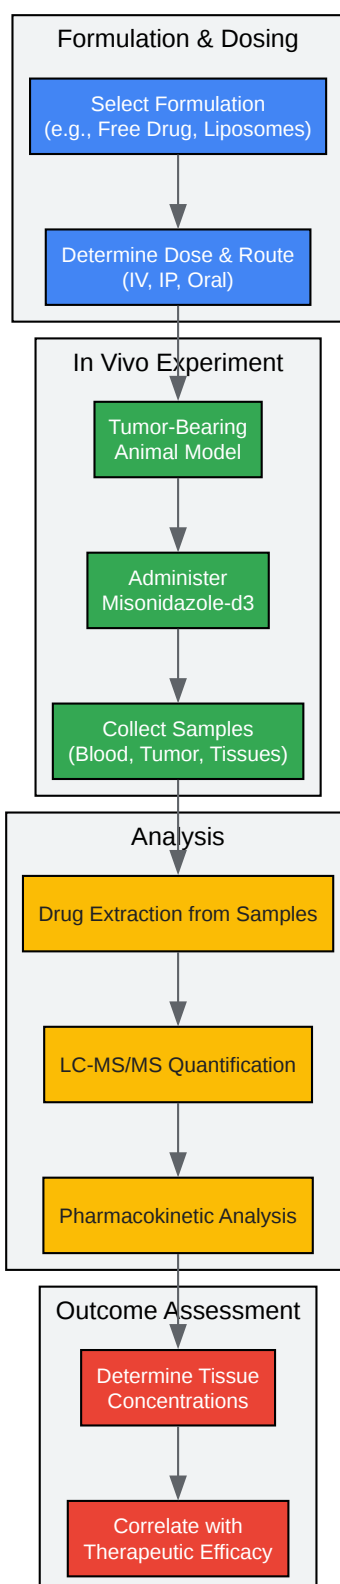 Formulation & Dosing
Select Formulation
(e.g., Free Drug, Liposomes)
Determine Dose & Route
(IV, IP, Oral)
In Vivo Experiment
Tumor-Bearing
Animal Model
Administer
Misonidazole-d3
Collect Samples
(Blood, Tumor, Tissues)
Analysis
Drug Extraction from Samples
LC-MS/MS Quantification
Pharmacokinetic Analysis
Outcome Assessment
Determine Tissue
Concentrations
Correlate with
Therapeutic Efficacy